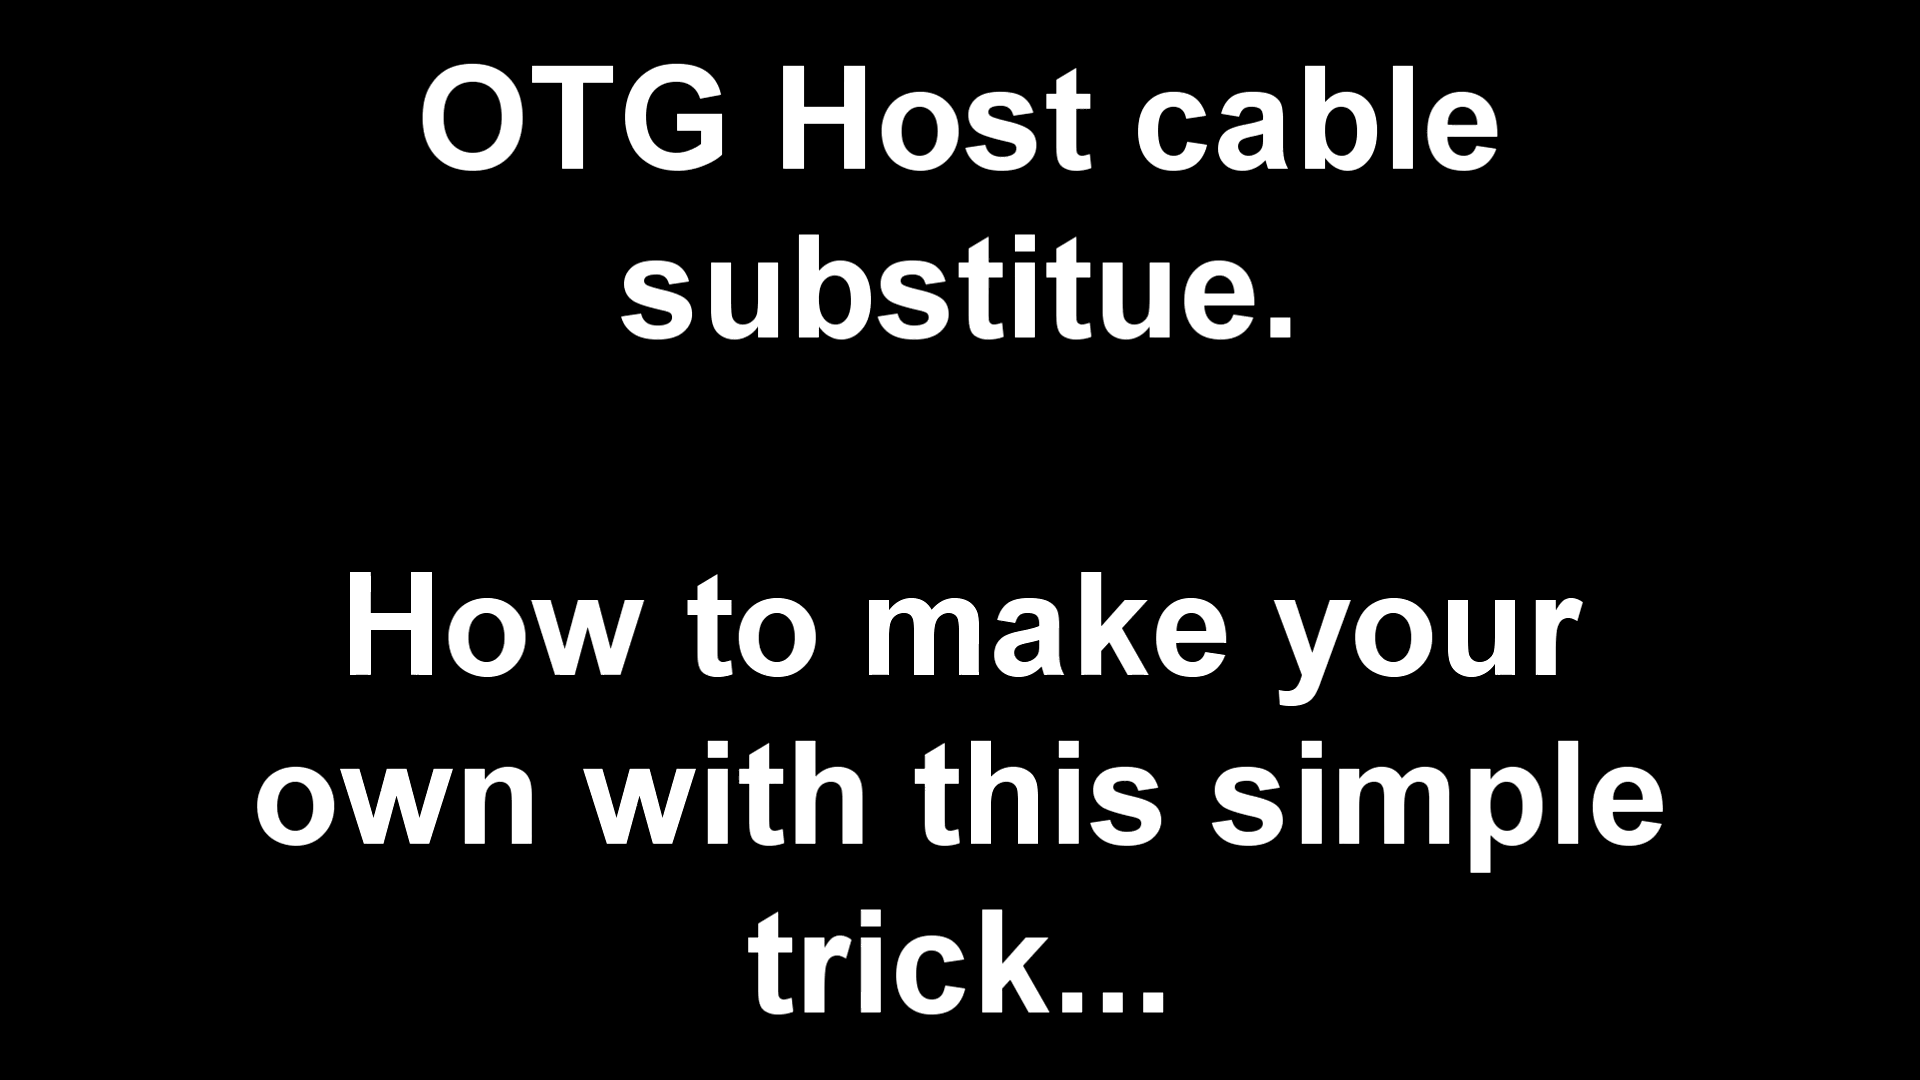 OTG Host cable
substitue.
How to make your
own with this simple
trick...